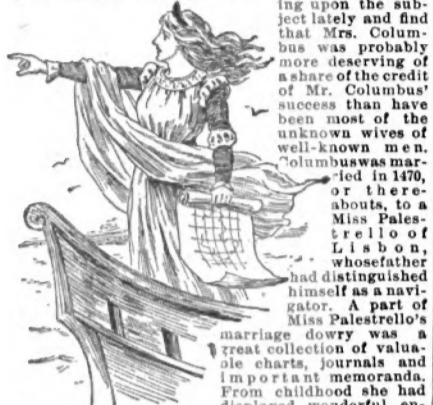 ing upon the sub-
ject lately and find
that Mrs. Colum-
bus was probably
more deserving of
a share of the credit
of Mr. Columbus'
success than have
been most of the
unknown wives of
well-known men.
Columbus was mar-
ried in 1470,
or there-
abouts, to a
Miss Pales-
trello of
Lisbon,
whose father
had distinguished
himself as a navi-
gator. A part of
Miss Palestrello's
marriage dowry was a
great collection of valua-
ble charts, journals and
important memoranda.
From childhood she had
displayed wonderful en-